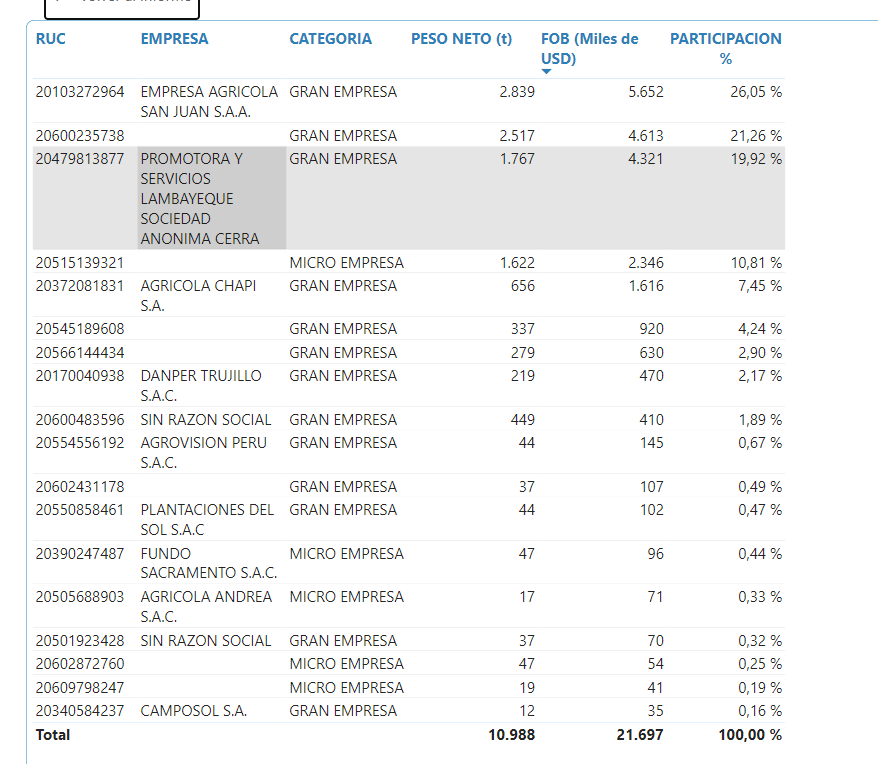 RUC EMPRESA CATEGORIA PESO NETO (t) FOB (Miles de PARTICIPACION
USD) %
20103272964 EMPRESA AGRICOLA GRAN EMPRESA 2.839 5.652 26,05 %
SAN JUAN S.A.A.
20600235738 GRAN EMPRESA 2.517 4.613 21,26 %
20479813877 PROMOTORA Y GRAN EMPRESA 1.767 4.321 19,92 %
SERVICIOS
LAMBAYEQUE
SOCIEDAD
ANONIMA CERRA
20515139321 MICRO EMPRESA 1.622 2.346 10,81 %
20372081831 AGRICOLA CHAPI GRAN EMPRESA 656 1.616 7,45 %
S.A.
20545189608 GRAN EMPRESA 337 920 4,24 %
20566144434 GRAN EMPRESA 279 630 2,90 %
20170040938 DANPER TRUJILLO GRAN EMPRESA 219 470 2,17 %
S.A.C.
20600483596 SIN RAZON SOCIAL GRAN EMPRESA 449 410 1,89 %
20554556192 AGROVISION PERU GRAN EMPRESA 44 145 0,67 %
S.A.C.
20602431178 GRAN EMPRESA 37 107 0,49 %
20550858461 PLANTACIONES DEL GRAN EMPRESA 44 102 0,47 %
SOL S.A.C
20390247487 FUNDO MICRO EMPRESA 47 96 0,44 %
SACRAMENTO S.A.C.
20505688903 AGRICOLA ANDREA MICRO EMPRESA 17 71 0,33 %
S.A.C.
20501923428 SIN RAZON SOCIAL GRAN EMPRESA 37 70 0,32 %
20602872760 MICRO EMPRESA 47 54 0,25 %
20609798247 MICRO EMPRESA 19 41 0,19 %
20340584237 CAMPOSOL S.A. GRAN EMPRESA 12 35 0,16 %
Total 10.988 21.697 100,00 %